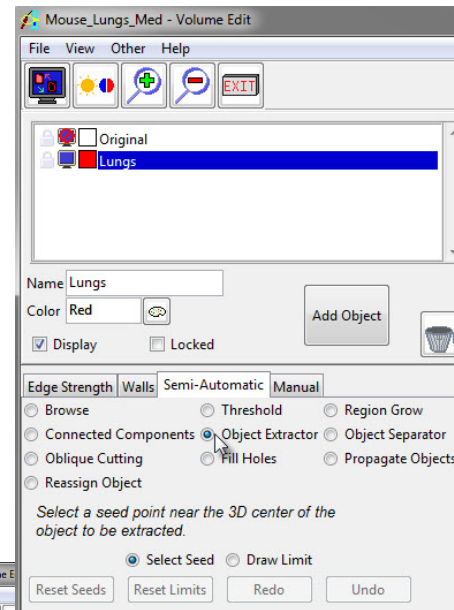 Mouse_Lungs_Med - Volume Edit
File View Other Help
EXIT
Original
Lungs
Name Lungs
Color Red
Add Object
Display Locked
Edge Strength Walls Semi-Automatic Manual
Browse Threshold Region Grow
Connected Components Object Extractor Object Separator
Oblique Cutting Fill Holes Propagate Objects
Reassign Object
Select a seed point near the 3D center of the
object to be extracted.
Select Seed Draw Limit
Reset Seeds Reset Limits Redo Undo